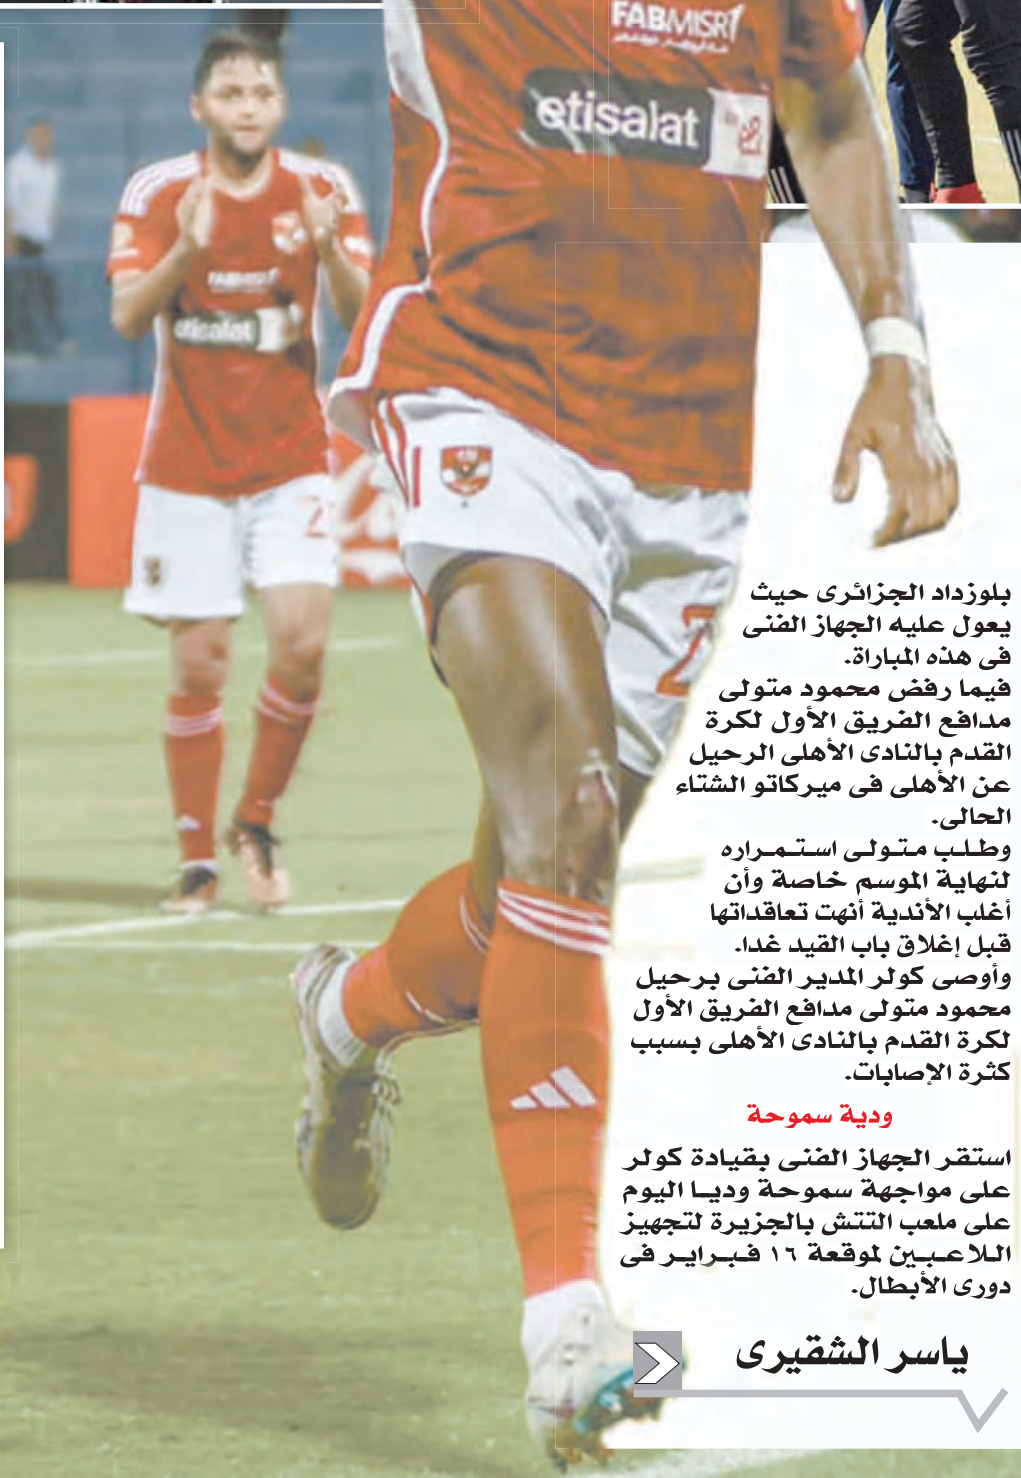 FABMISR
etisalat
FABMISR
etisalat
بلوزداد الجزائرى حيث
يعول عليه الجهاز الفنى
فى هذه المباراة.
فيما رفض محمود متولى
مدافع الفريق الأول لكرة
القدم بالنادى الأهلى الرحيل
عن الأهلى فى ميركاتو الشتاء
الحالى.
وطلب متولى استمراره
لنهاية الموسم خاصة وأن
أغلب الأندية أنهت تعاقداتها
قبل إغلاق باب القيد غدا.
وأوصى كولر المدير الفنى برحيل
محمود متولى مدافع الفريق الأول
لكرة القدم بالنادى الأهلى بسبب
كثرة الإصابات.
ودية سموحة
استقر الجهاز الفنى بقيادة كولر
على مواجهة سموحة وديا اليوم
على ملعب التتش بالجزيرة لتجهيز
اللاعبين لموقعة ١٦ فبراير فى
دورى الأبطال.
ياسر الشقيرى